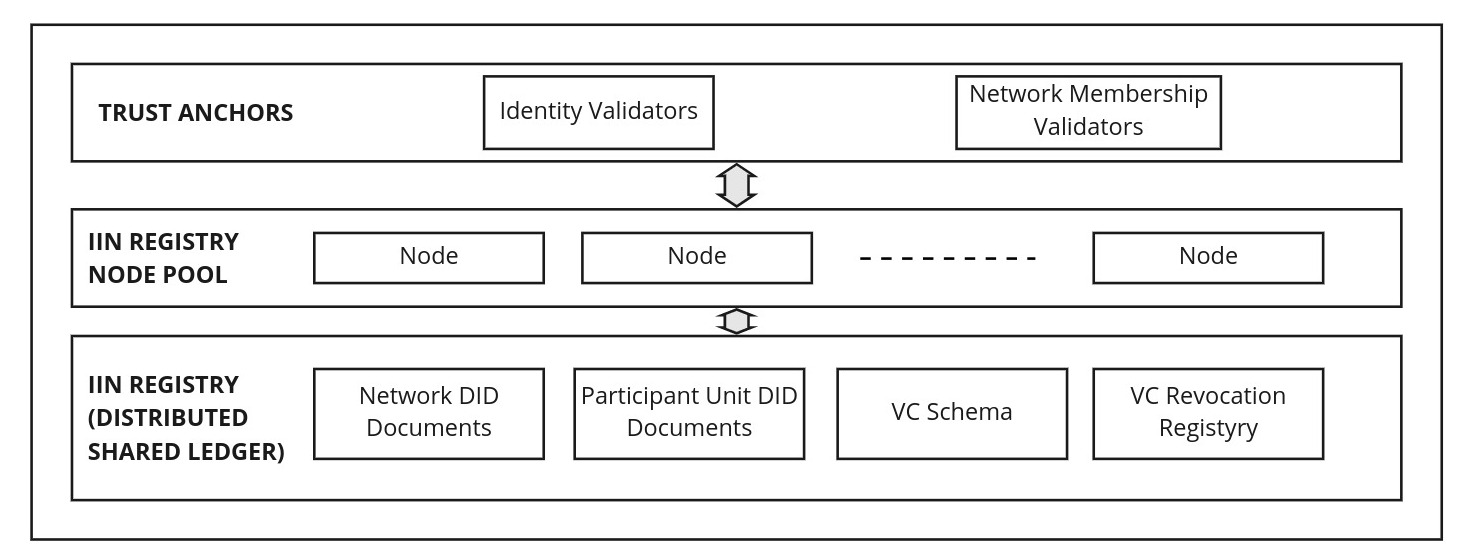 TRUST ANCHORS
Identity Validators
Network Membership
Validators
IIN REGISTRY
NODE POOL
Node
Node
Node
IIN REGISTRY
(DISTRIBUTED
SHARED LEDGER)
Network DID
Documents
Participant Unit DID
Documents
VC Schema
VC Revocation
Registyry